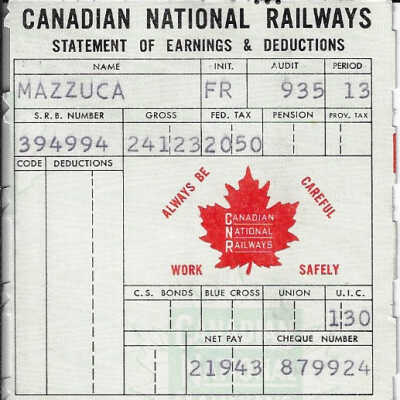 CANADIAN NATIONAL RAILWAYS
STATEMENT OF EARNINGS & DEDUCTIONS
NAME INIT. AUDIT PERIOD
MAZZUCA FR 935 13
S.R.B. NUMBER GROSS FED. TAX PENSION PROV. TAX
394994 24123 2050
CODE DEDUCTIONS
ALWAYS BE CAREFUL
CANADIAN
NATIONAL
RAILWAYS
WORK SAFELY
C.S. BONDS BLUE CROSS UNION U.I.C.
130
NET PAY CHEQUE NUMBER
21943 879924